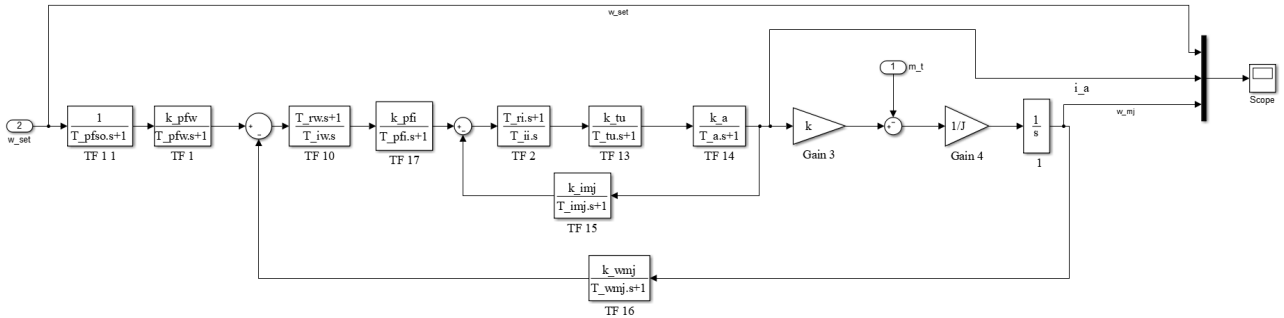 w_set
1
m_t
i_a
Scope
w_mj
2
w_set
1
T_pfso.s+1
TF 1 1
k_pfw
T_pfw.s+1
TF 1
+
−
T_rw.s+1
T_iw.s
TF 10
k_pfi
T_pfi.s+1
TF 17
+
−
T_ri.s+1
T_ii.s
TF 2
k_tu
T_tu.s+1
TF 13
k_a
T_a.s+1
TF 14
k
Gain 3
+
−
1/J
Gain 4
1
s
1
k_imj
T_imj.s+1
TF 15
k_wmj
T_wmj.s+1
TF 16